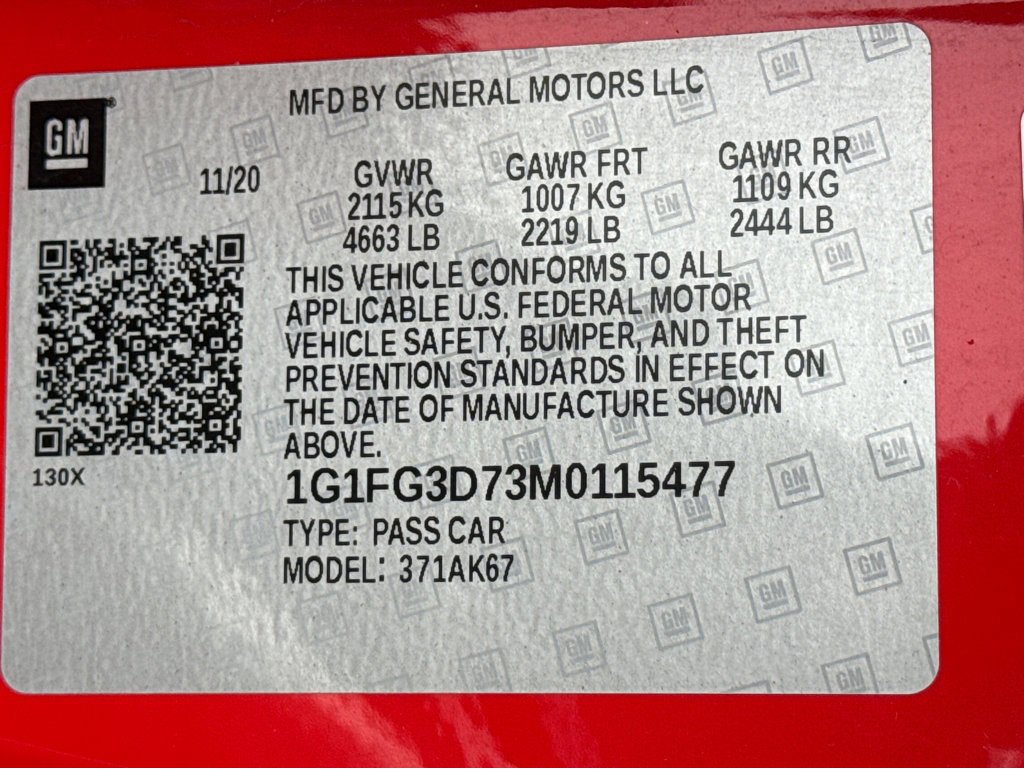 MFD BY GENERAL MOTORS LLC
GM
11/20
GVWR
2115 KG
4663 LB
GAWR FRT
1007 KG
2219 LB
GAWR RR
1109 KG
2444 LB
THIS VEHICLE CONFORMS TO ALL
APPLICABLE U.S. FEDERAL MOTOR
VEHICLE SAFETY, BUMPER, AND THEFT
PREVENTION STANDARDS IN EFFECT ON
THE DATE OF MANUFACTURE SHOWN
ABOVE.
130X
1G1FG3D73M0115477
TYPE: PASS CAR
MODEL: 371AK67